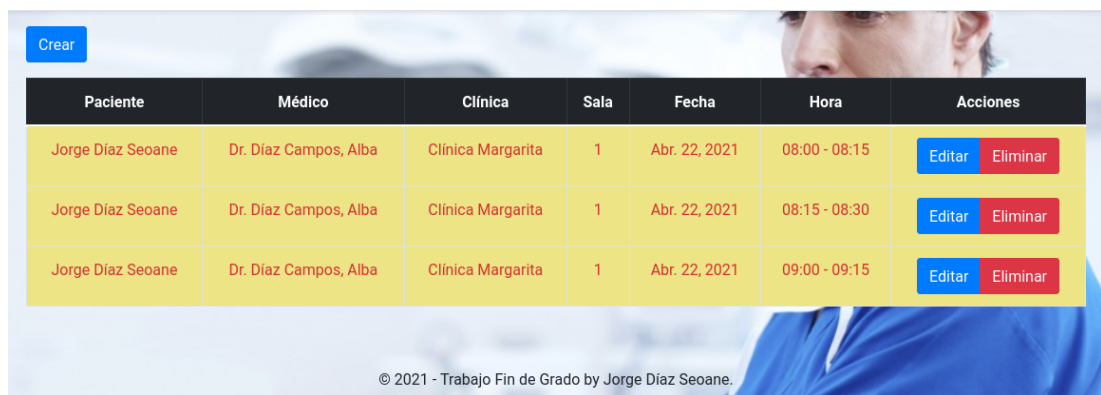 Crear
Paciente Médico Clínica Sala Fecha Hora Acciones
Jorge Díaz Seoane Dr. Díaz Campos, Alba Clínica Margarita 1 Abr. 22, 2021 08:00 - 08:15 Editar Eliminar
Jorge Díaz Seoane Dr. Díaz Campos, Alba Clínica Margarita 1 Abr. 22, 2021 08:15 - 08:30 Editar Eliminar
Jorge Díaz Seoane Dr. Díaz Campos, Alba Clínica Margarita 1 Abr. 22, 2021 09:00 - 09:15 Editar Eliminar
© 2021 - Trabajo Fin de Grado by Jorge Díaz Seoane.